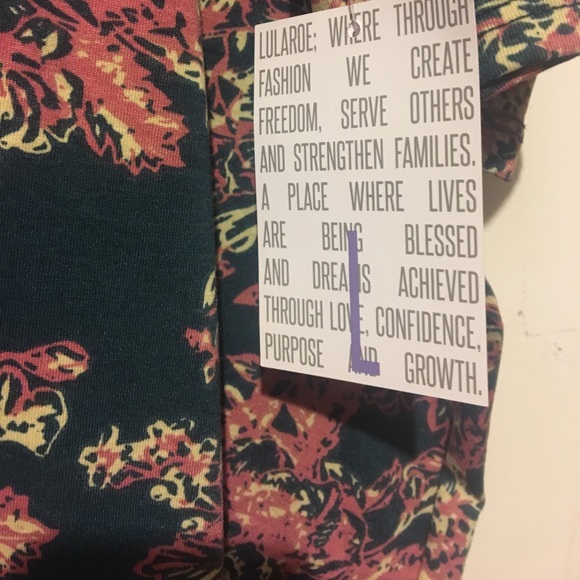 LULAROE; WHERE THROUGH
FASHION WE CREATE
FREEDOM, SERVE OTHERS
AND STRENGTHEN FAMILIES.
A PLACE WHERE LIVES
ARE BEING BLESSED
AND DREAMS ACHIEVED
THROUGH LOVE, CONFIDENCE,
PURPOSE AND GROWTH.
L